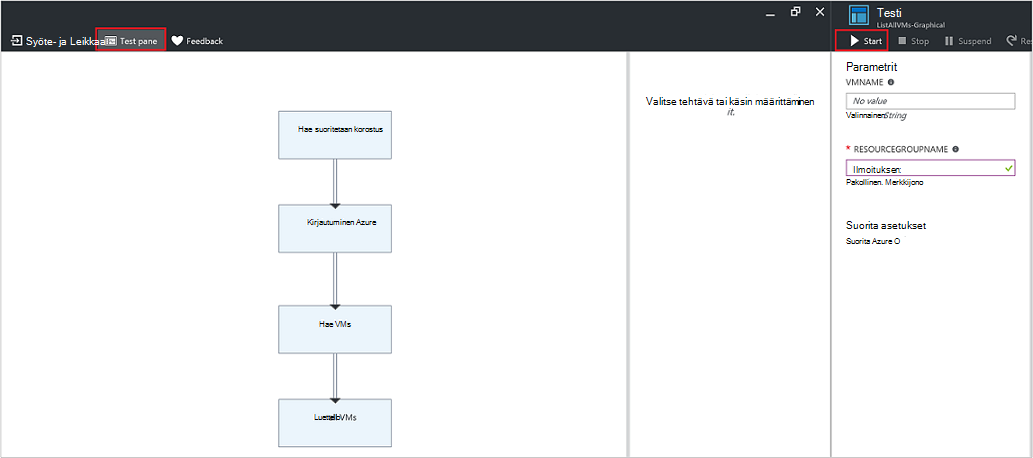 Syöte- ja Leikkaa
Test pane
Feedback
Hae suoritetaan korostus
Kirjautuminen Azure
Hae VMs
VMs
Valitse tehtävä tai käsin määrittäminen
it.
Testi
ListAllVMs-Graphical
Start
Stop
Suspend
Res
Parametrit
VMNAME
No value
Valinnainen String
* RESOURCEGROUPNAME
Ilmoituksen:
Pakollinen, Merkkijono
Suorita asetukset
Suorita Azure O